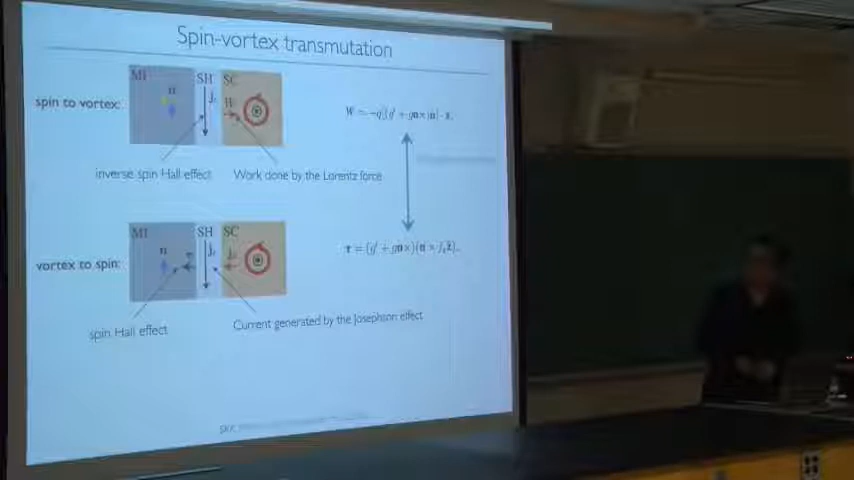 Spin-vortex transmutation
MI
SH
SC
n
spin to vortex:
W
inverse spin Hall effect
Work done by the Lorentz force
MI
SH
SC
n
vortex to spin:
spin Hall effect
Current generated by the Josephson effect